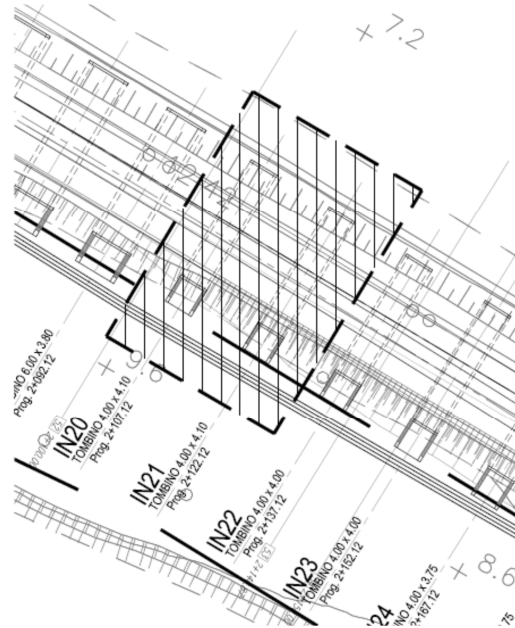 7.2
BINO 6.00 x 3.80
Prog. 2+092.12
IN20
TOMBINO 4.00 x 4.10
Prog. 2+107.12
IN21
TOMBINO 4.00 x 4.10
Prog. 2+122.12
IN22
TOMBINO 4.00 x 4.00
Prog. 2+137.12
IN23
TOMBINO 4.00 x 4.00
Prog. 2+152.12
24
NO 4.00 x 3.75
2+167.12
8.6
.75